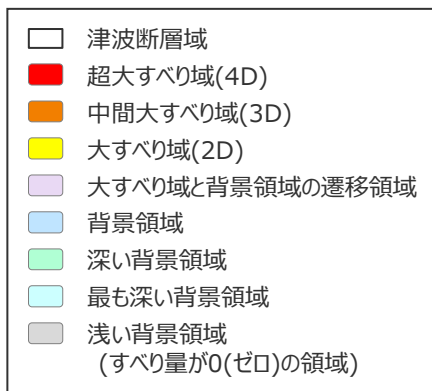 津波断層域
超大すべり域(4D)
中間大すべり域(3D)
大すべり域(2D)
大すべり域と背景領域の遷移領域
背景領域
深い背景領域
最も深い背景領域
浅い背景領域
(すべり量が0(ゼロ)の領域)